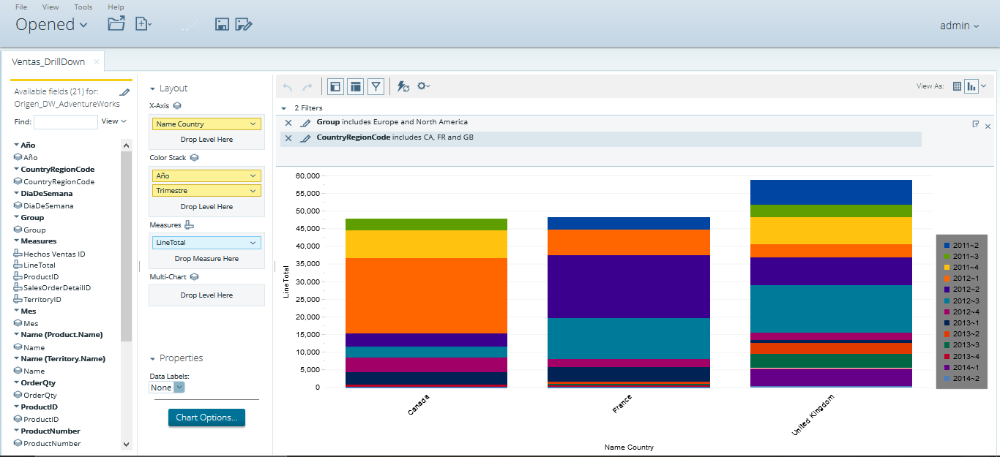 File View Tools Help
Opened
admin
Ventas_DrillDown
Available fields (21) for:
Origen_DW_AdventureWorks
Find:
View
Año
Año
CountryRegionCode
CountryRegionCode
DiaDeSemana
DiaDeSemana
Group
Group
Measures
Hechos Ventas ID
LineTotal
ProductID
SalesOrderDetailID
TerritoryID
Mes
Mes
Name (Product.Name)
Name
Name (Territory.Name)
Name
OrderQty
OrderQty
ProductID
ProductID
ProductNumber
ProductNumber
Layout
X-Axis
Name Country
Drop Level Here
Color Stack
Año
Trimestre
Drop Level Here
Measures
LineTotal
Drop Measure Here
Multi-Chart
Drop Level Here
Properties
Data Labels:
None
Chart Options...
View As:
2 Filters
Group includes Europe and North America
CountryRegionCode includes CA, FR and GB
60,000
55,000
50,000
45,000
40,000
35,000
30,000
25,000
20,000
15,000
10,000
5,000
0
LineTotal
Canada
France
United Kingdom
Name Country
2011~2
2011~3
2011~4
2012~1
2012~2
2012~3
2012~4
2013~1
2013~2
2013~3
2013~4
2014~1
2014~2